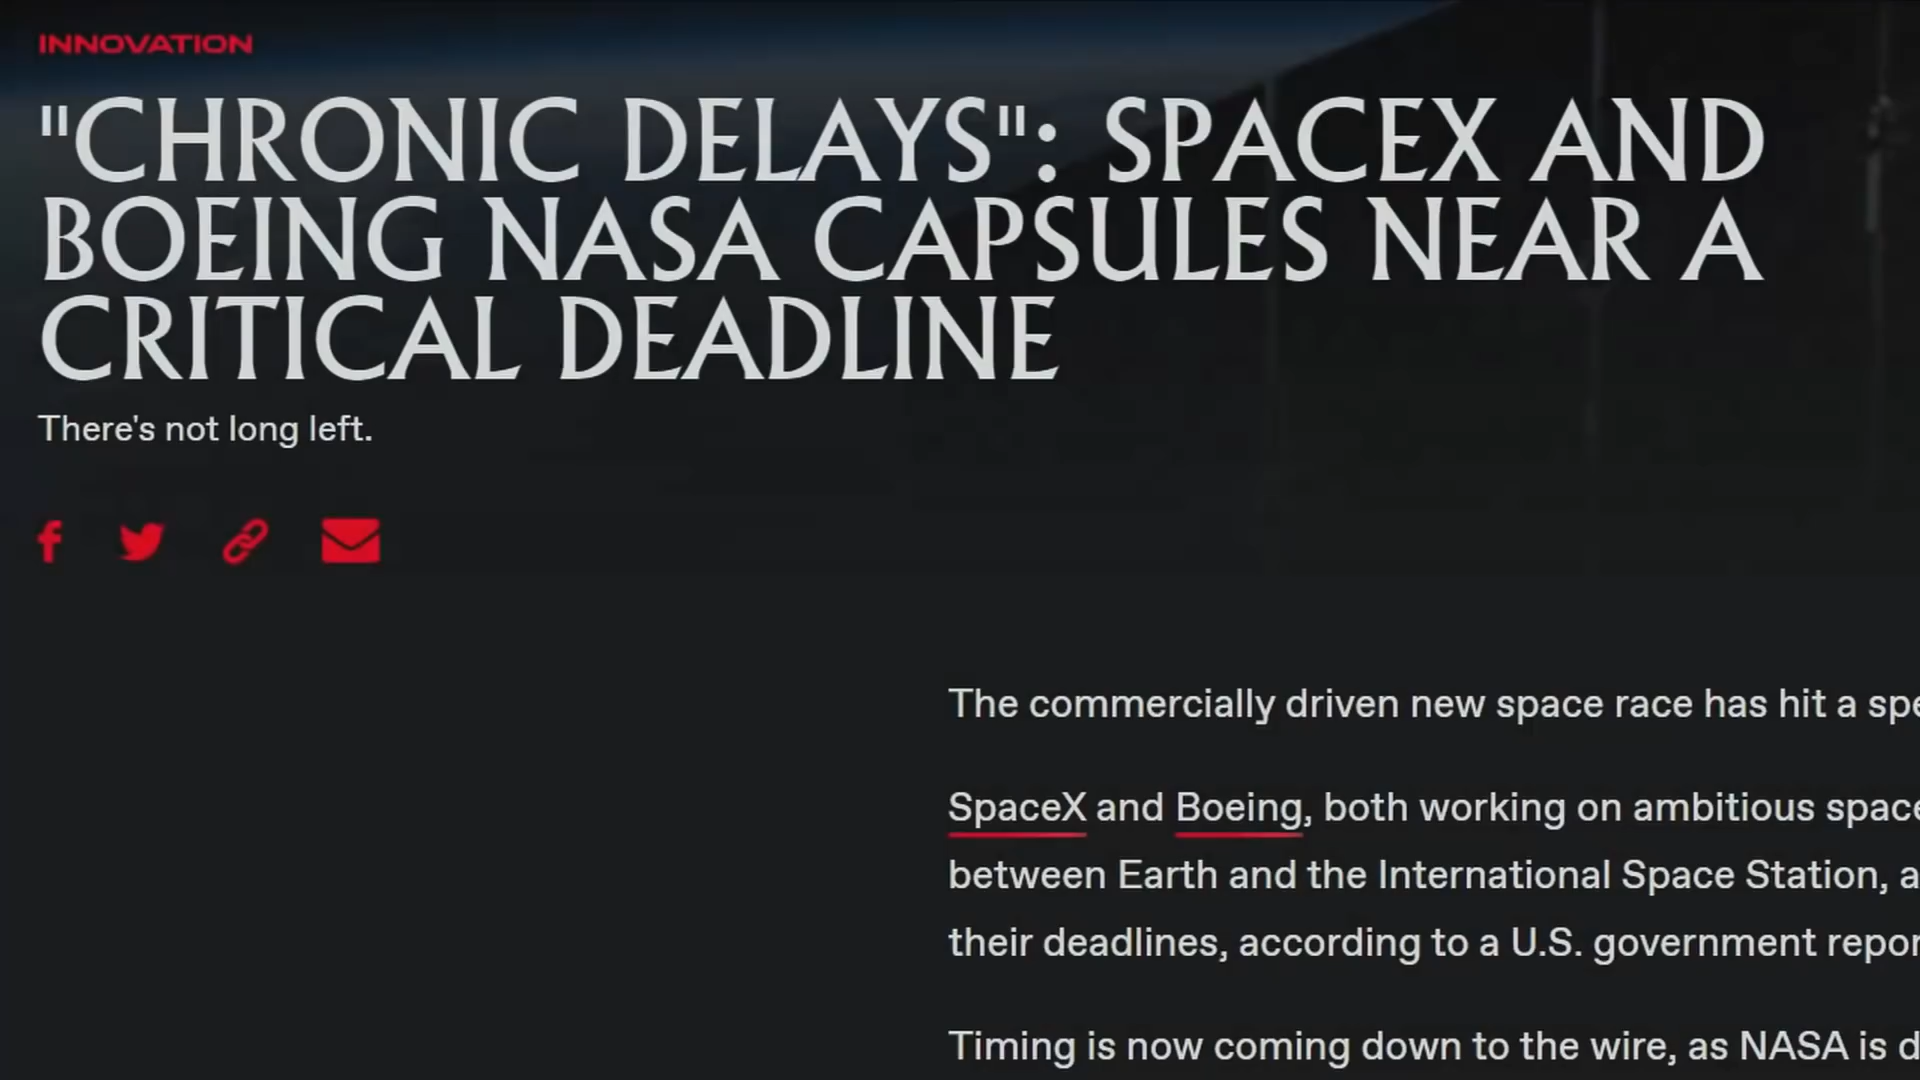 INNOVATION
"CHRONIC DELAYS": SPACEX AND
BOEING NASA CAPSULES NEAR A
CRITICAL DEADLINE
There's not long left.
The commercially driven new space race has hit a
SpaceX and Boeing, both working on ambitious
between Earth and the International Space Station,
their deadlines, according to a U.S. government
Timing is now coming down to the wire, as NASA is